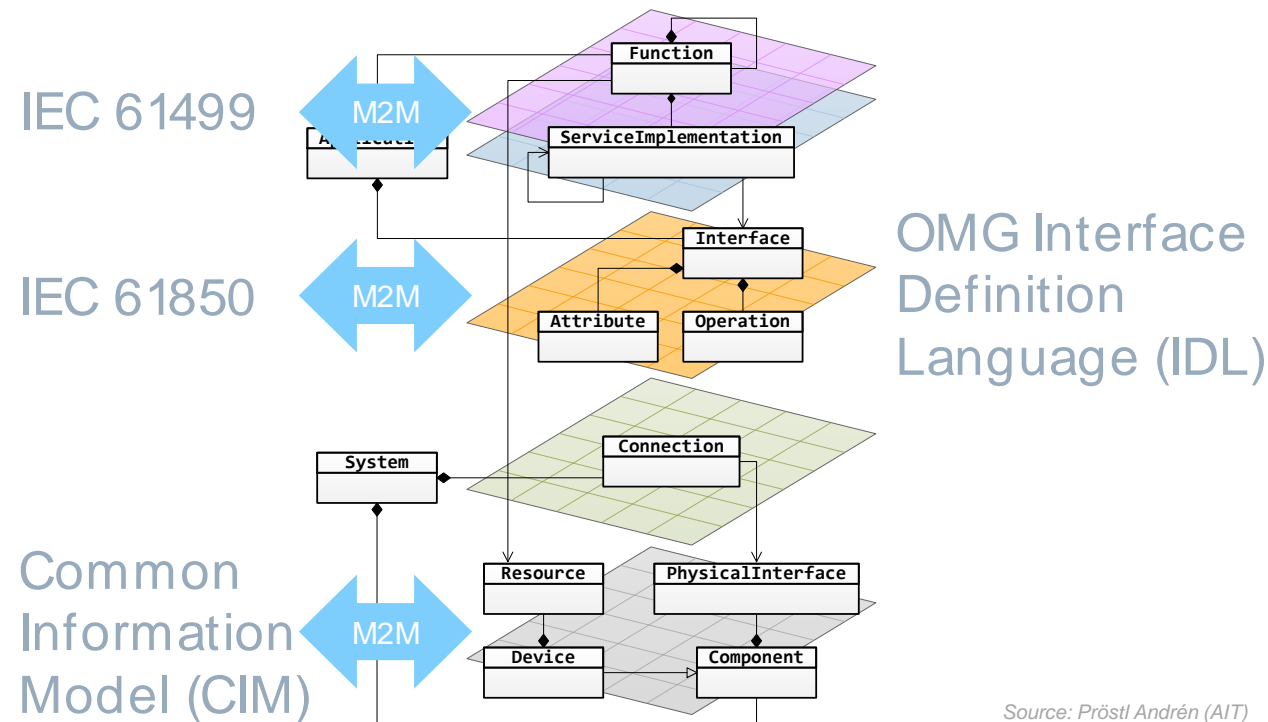 Function
IEC 61499
M2M
ServiceImplementation
Interface
OMG Interface
Definition
Language (IDL)
IEC 61850
M2M
Attribute
Operation
Connection
System
Resource
PhysicalInterface
Common
Information
Model (CIM)
M2M
Device
Component
Source: Pröstl Andrén (AIT)